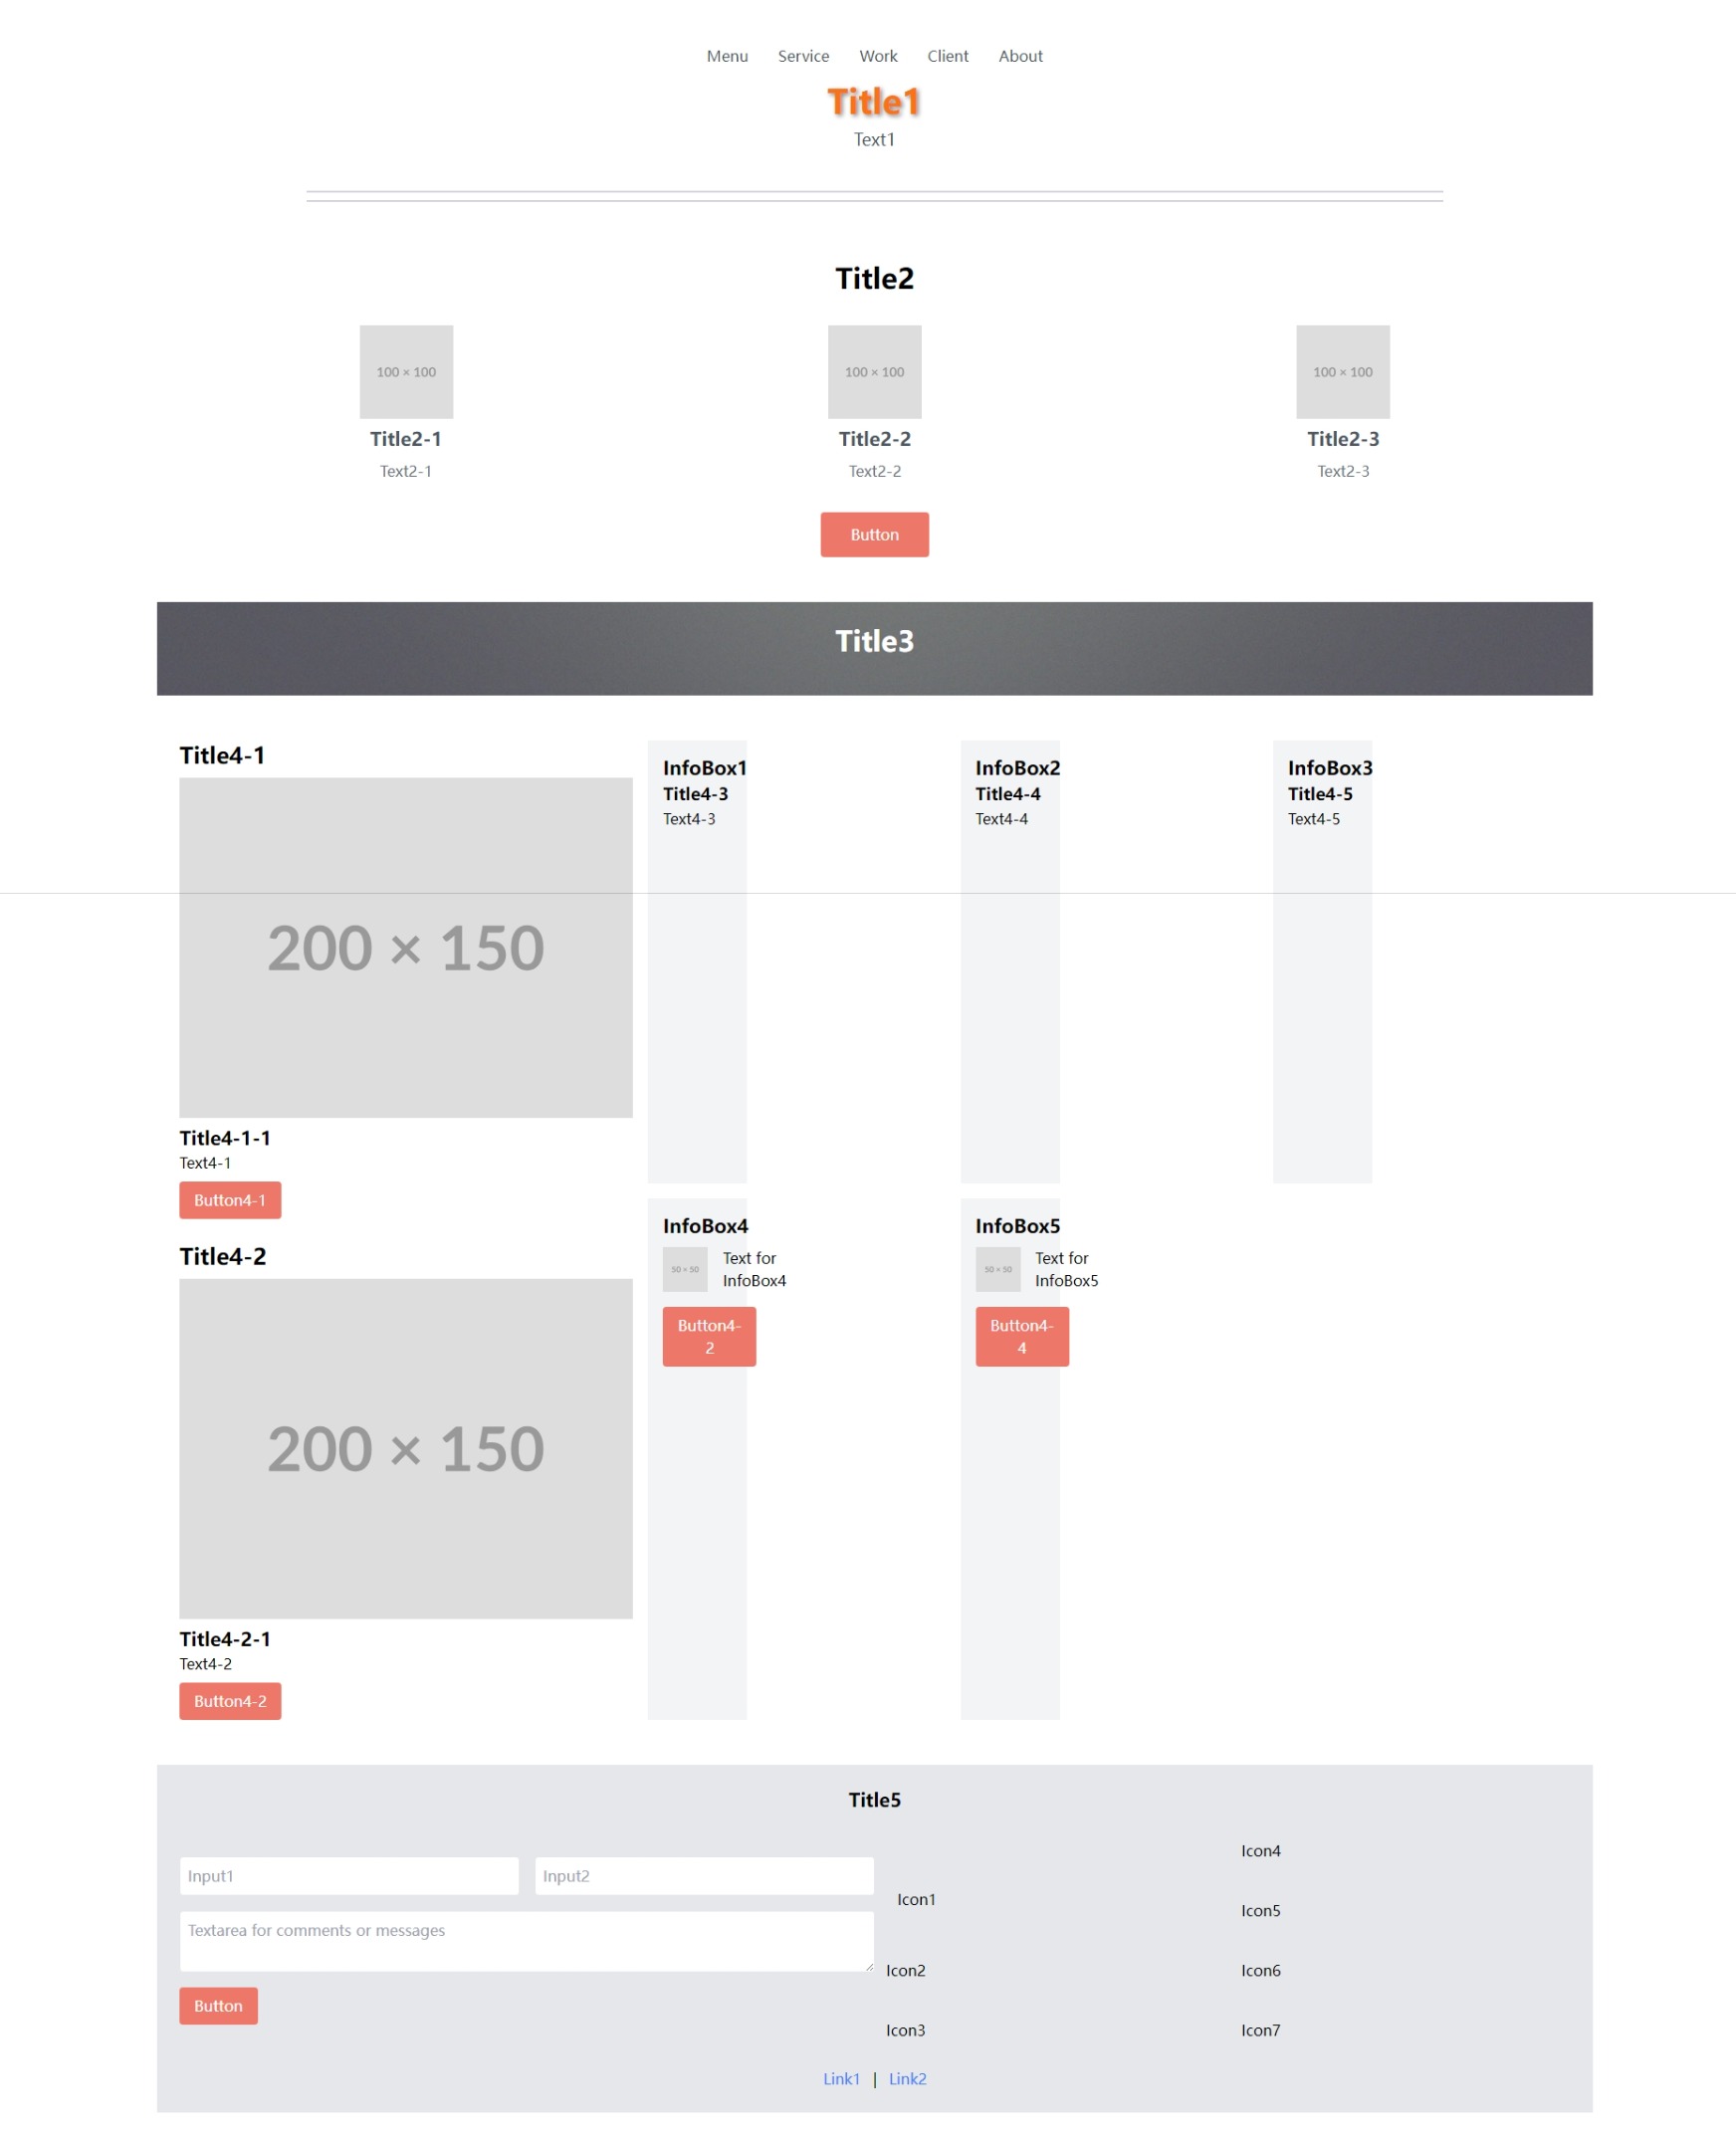 Menu Service Work Client About
Title1
Text1
Title2
100 × 100 100 × 100 100 × 100
Title2-1 Title2-2 Title2-3
Text2-1 Text2-2 Text2-3
Button
Title3
Title4-1
200 × 150
Title4-1-1
Text4-1
Button4-1
InfoBox1
Title4-3
Text4-3
InfoBox2
Title4-4
Text4-4
InfoBox3
Title4-5
Text4-5
Title4-2
200 × 150
Title4-2-1
Text4-2
Button4-2
InfoBox4
50 × 50
Text for
InfoBox4
Button4-
2
InfoBox5
50 × 50
Text for
InfoBox5
Button4-
4
Title5
Input1 Input2
Textarea for comments or messages
Button
Icon1
Icon2
Icon3
Icon4
Icon5
Icon6
Icon7
Link1 | Link2